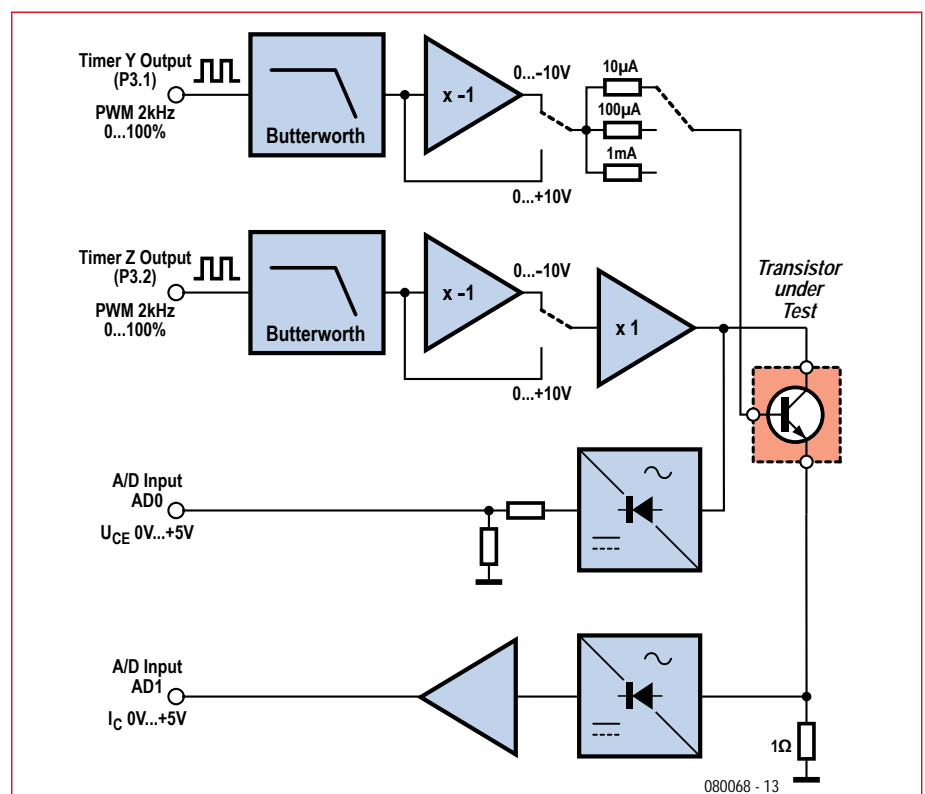 Timer Y Output
(P3.1)
PWM 2kHz
0...100%
Butterworth
x -1
0...-10V
0...+10V
10µA
100µA
1mA
Timer Z Output
(P3.2)
PWM 2kHz
0...100%
Butterworth
x -1
0...-10V
0...+10V
x 1
Transistor
under
Test
A/D Input
AD0
UCE 0V...+5V
A/D Input
AD1
IC 0V...+5V
1Ω
080068 - 13